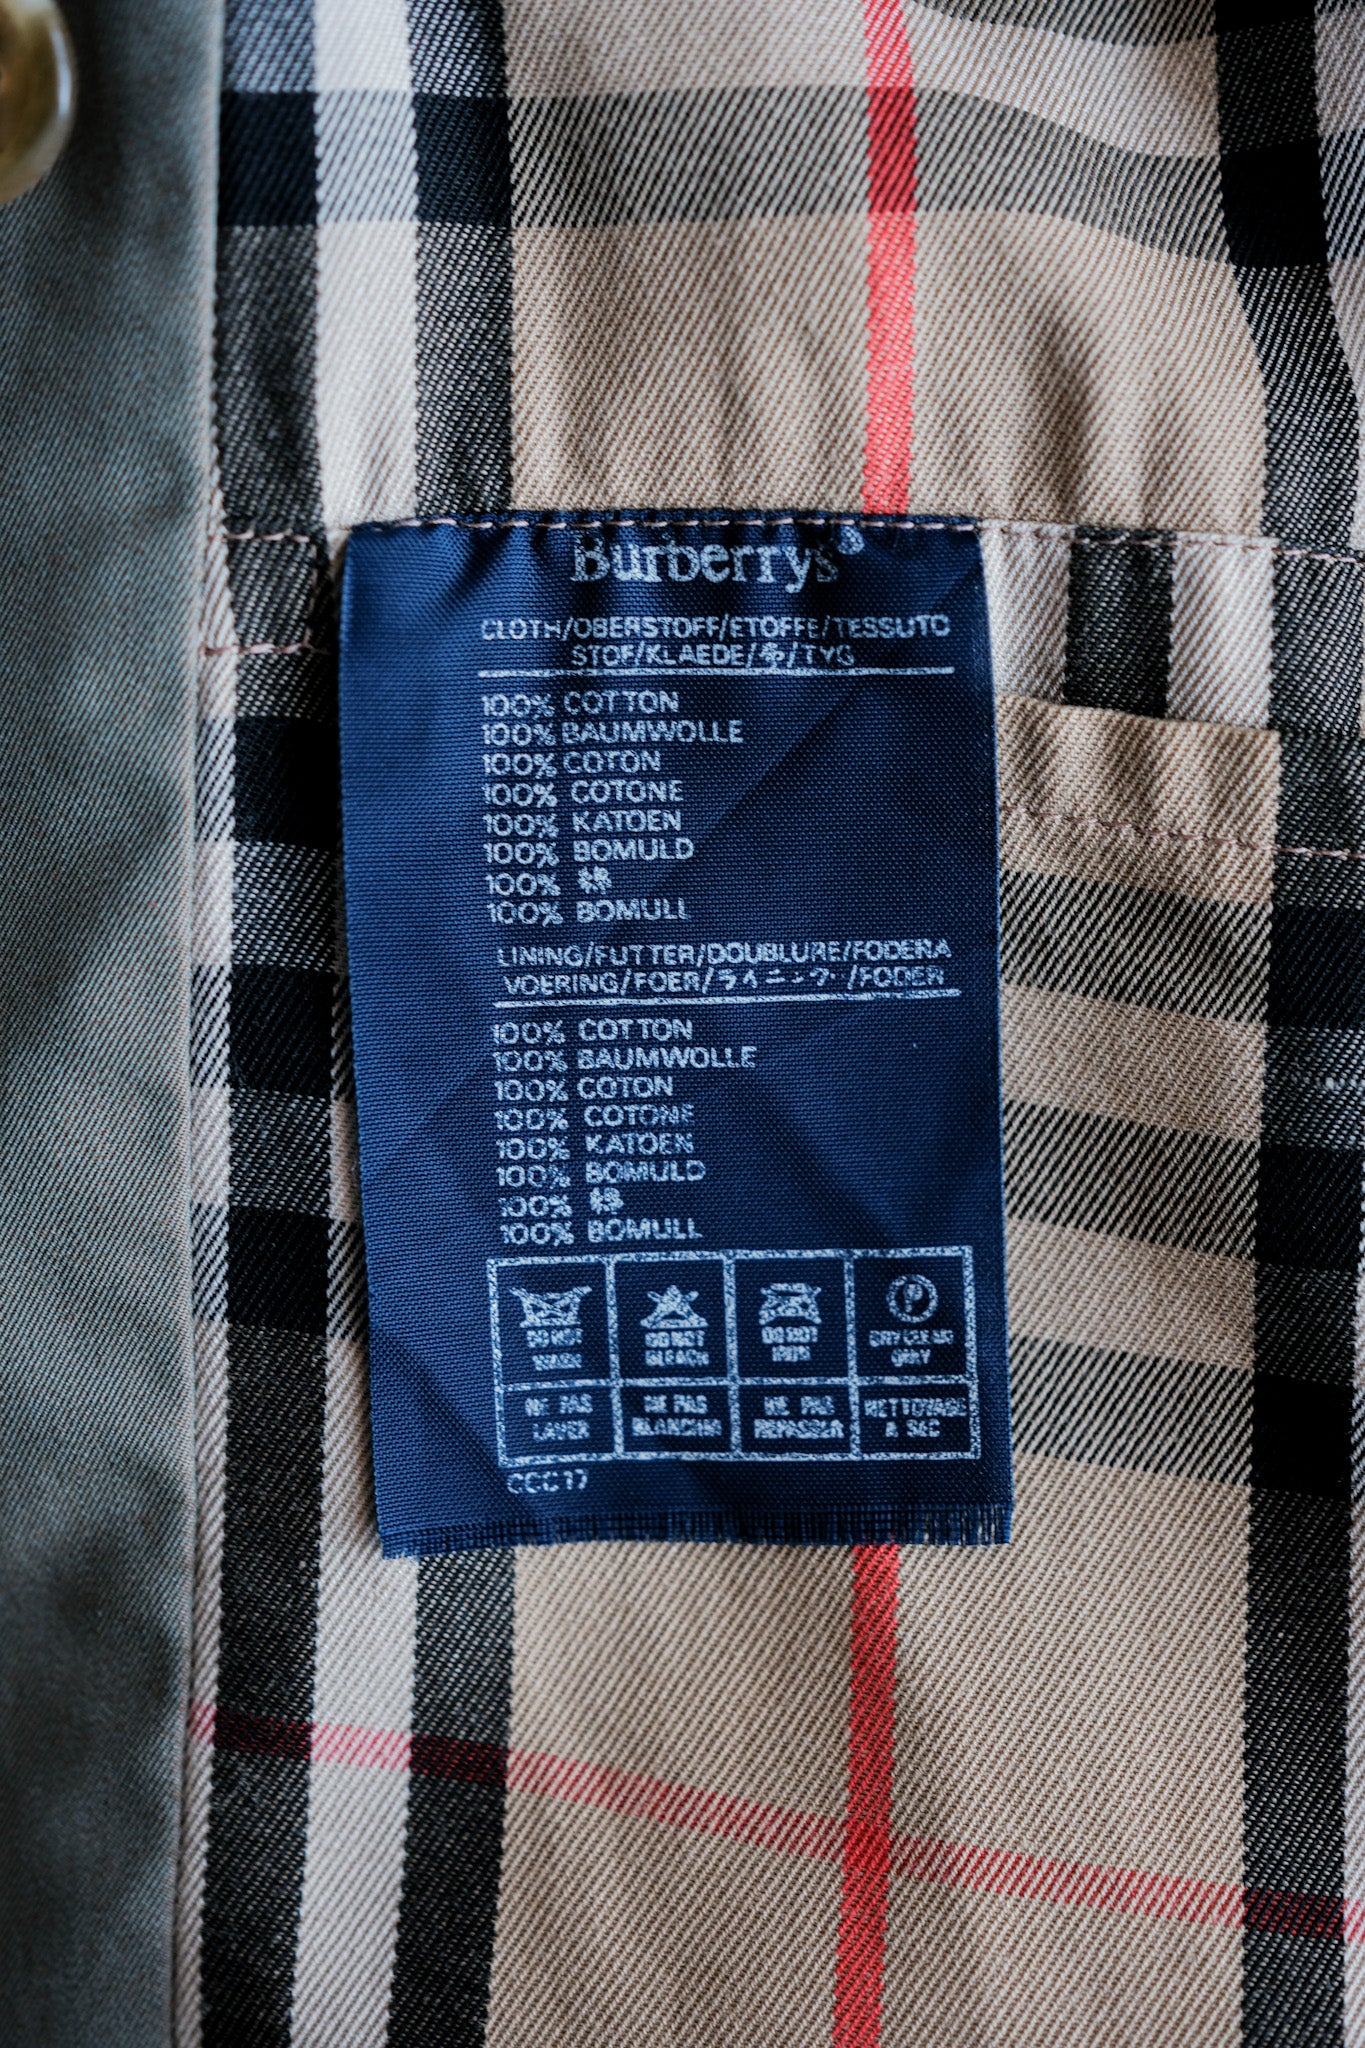 Burberrys®
CLOTH/OBERSTOFF/ETOFFE/TESSUTO
STOF/KLAEDE/表/TYG
100% COTTON
100% BAUMWOLLE
100% COTON
100% COTONE
100% KATOEN
100% BOMULD
100% 綿
100% BOMULL
LINING/FUTTER/DOUBLURE/FODERA
VOERING/FOER/ライニング/FODER
100% COTTON
100% BAUMWOLLE
100% COTON
100% COTONE
100% KATOEN
100% BOMULD
100% 綿
100% BOMULL
DO NOT WASH
DO NOT BLEACH
DO NOT IRON
P
DRY CLEAN ONLY
NE PAS LAVER
NE PAS BLANCHIR
NE PAS REPASSER
NETTOYAGE A SEC
CCC17